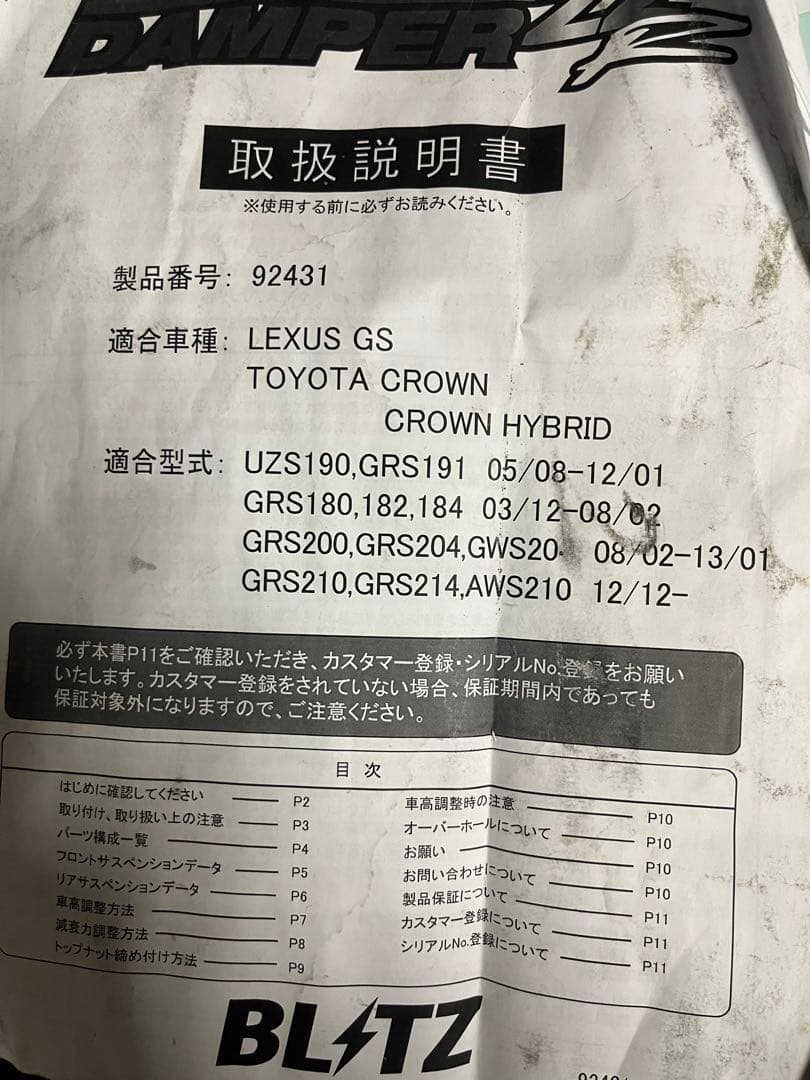 DAMPER
取扱説明書
※使用する前に必ずお読みください。
製品番号: 92431
適合車種: LEXUS GS
TOYOTA CROWN
CROWN HYBRID
適合型式: UZS190,GRS191 05/08-12/01
GRS180,182,184 03/12-08/02
GRS200,GRS204, 08/02-13/01
GRS210,GRS214,AWS210 12/12-
必ず本書P11をご確認いただき、カスタマー登録・シリアルNo.登録をお願い
いたします。カスタマー登録をされていない場合、保証期間内であっても
保証対象外になりますので、ご注意ください。
目 次
はじめに確認してください P2
取り付け、取り扱い上の注意 P3
パーツ構成一覧 P4
フロントサスペンションデータ P5
リアサスペンションデータ P6
車高調整方法 P7
減衰力調整方法 P8
トップナット締め付け方法 P9
車高調整時の注意 P10
オーバーホールについて P10
お願い P10
お問い合わせについて P10
製品保証について P11
カスタマー登録について P11
シリアルNo.登録について P11
BLITZ